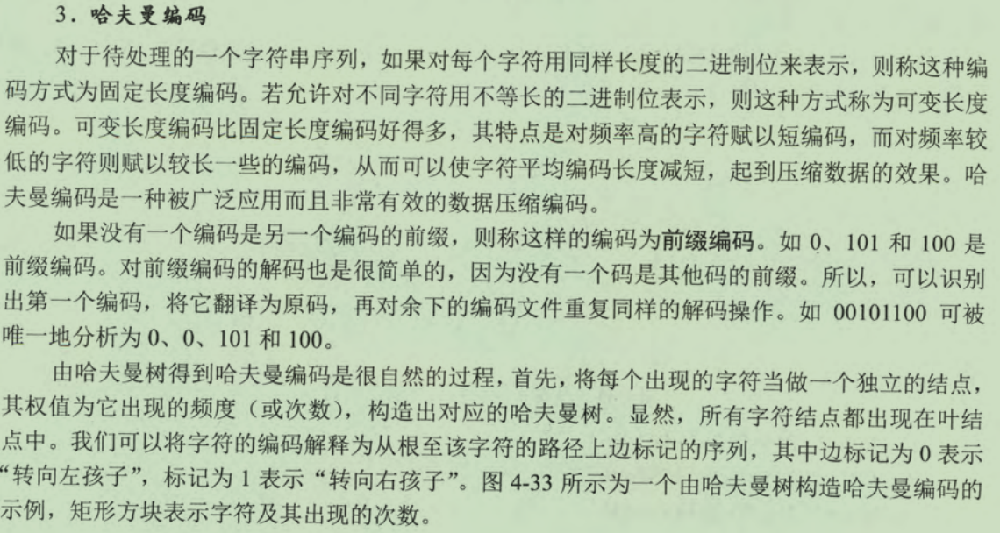 3．哈夫曼编码
对于待处理的一个字符串序列，如果对每个字符用同样长度的二进制位来表示，则称这种编
码方式为固定长度编码。若允许对不同字符用不等长的二进制位表示，则这种方式称为可变长度
编码。可变长度编码比固定长度编码好得多，其特点是对频率高的字符赋以短编码，而对频率较
低的字符则赋以较长一些的编码，从而可以使字符平均编码长度减短，起到压缩数据的效果。哈
夫曼编码是一种被广泛应用而且非常有效的数据压缩编码。
如果没有一个编码是另一个编码的前缀，则称这样的编码为前缀编码。如 0、101 和 100 是
前缀编码。对前缀编码的解码也是很简单的，因为没有一个码是其他码的前缀。所以，可以识别
出第一个编码，将它翻译为原码，再对余下的编码文件重复同样的解码操作。如 00101100 可被
唯一地分析为 0、0、101 和 100。
由哈夫曼树得到哈夫曼编码是很自然的过程，首先，将每个出现的字符当做一个独立的结点，
其权值为它出现的频度（或次数），构造出对应的哈夫曼树。显然，所有字符结点都出现在叶结
点中。我们可以将字符的编码解释为从根至该字符的路径上边标记的序列，其中边标记为 0 表示
“转向左孩子”，标记为 1 表示“转向右孩子”。图 4-33 所示为一个由哈夫曼树构造哈夫曼编码的
示例，矩形方块表示字符及其出现的次数。